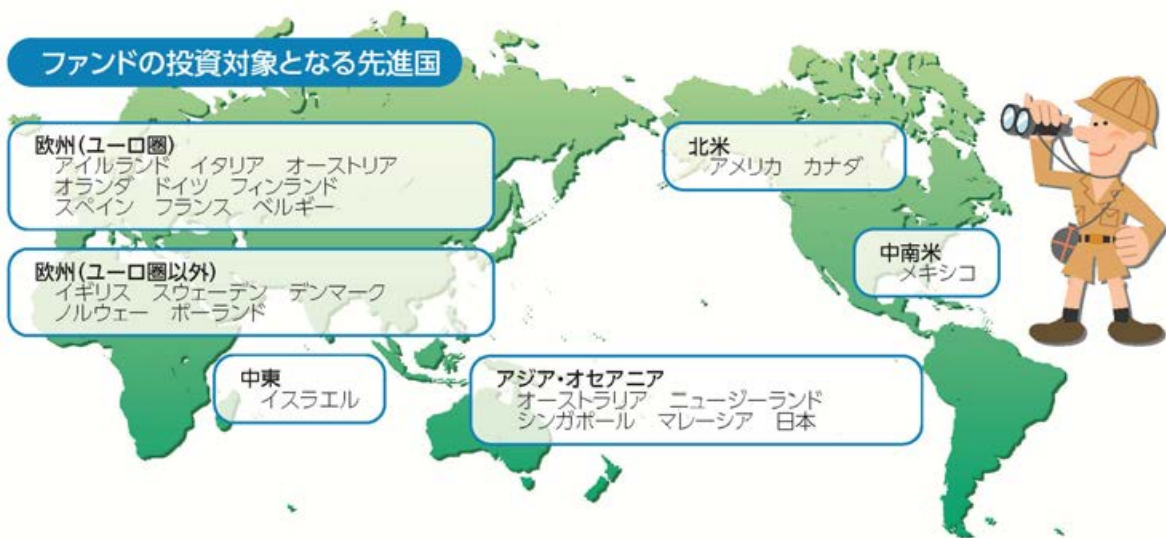 ファンドの投資対象となる先進国
欧州(ユーロ圏)
アイルランド イタリア オーストリア
オランダ ドイツ フィンランド
スペイン フランス ベルギー
北米
アメリカ カナダ
中南米
メキシコ
欧州(ユーロ圏以外)
イギリス スウェーデン デンマーク
ノルウェー ポーランド
中東
イスラエル
アジア・オセアニア
オーストラリア ニュージーランド
シンガポール マレーシア 日本